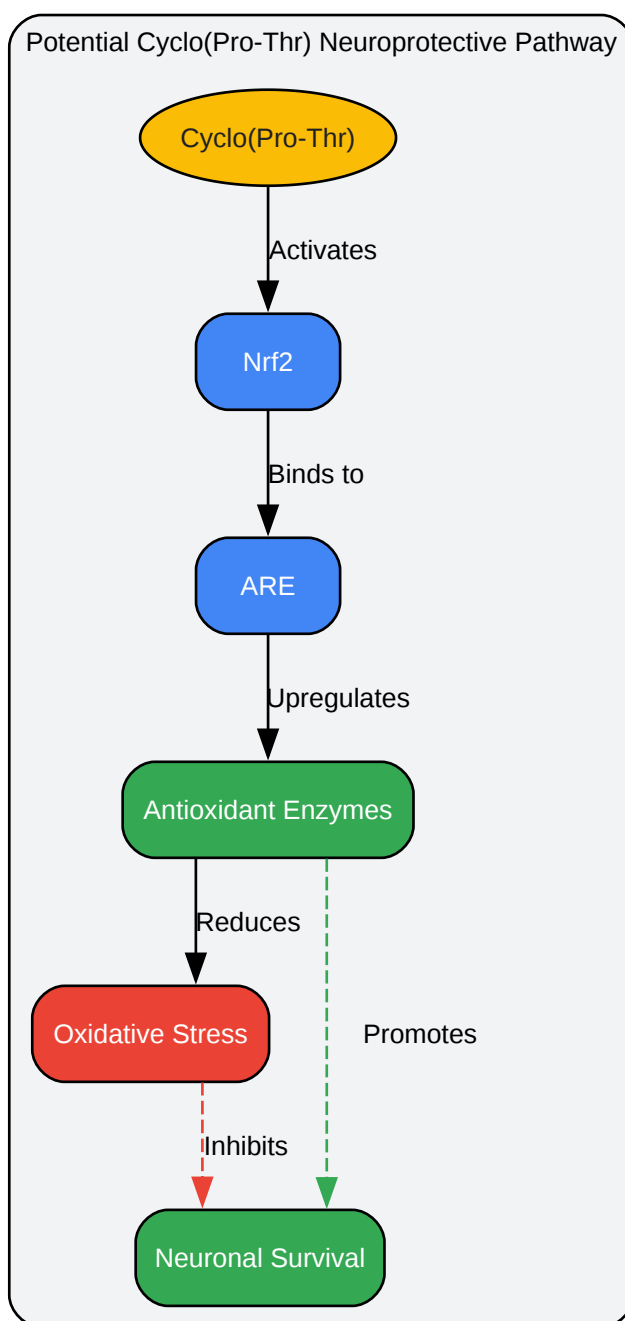 Potential Cyclo(Pro-Thr) Neuroprotective Pathway
Cyclo(Pro-Thr)
Activates
Nrf2
Binds to
ARE
Upregulates
Antioxidant Enzymes
Reduces
Oxidative Stress
Promotes
Inhibits
Neuronal Survival